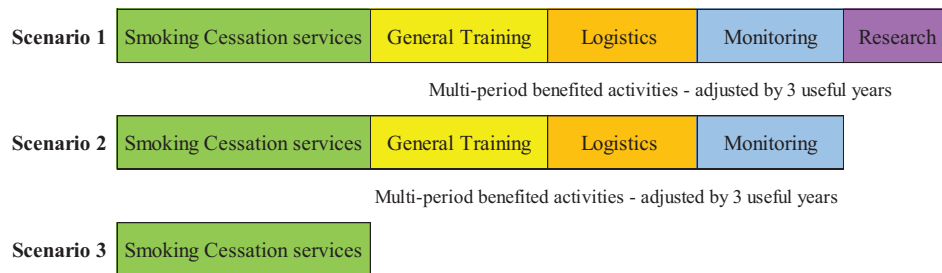 Scenario 1 Smoking Cessation services General Training Logistics Monitoring Research
Multi-period benefited activities - adjusted by 3 useful years
Scenario 2 Smoking Cessation services General Training Logistics Monitoring
Multi-period benefited activities - adjusted by 3 useful years
Scenario 3 Smoking Cessation services